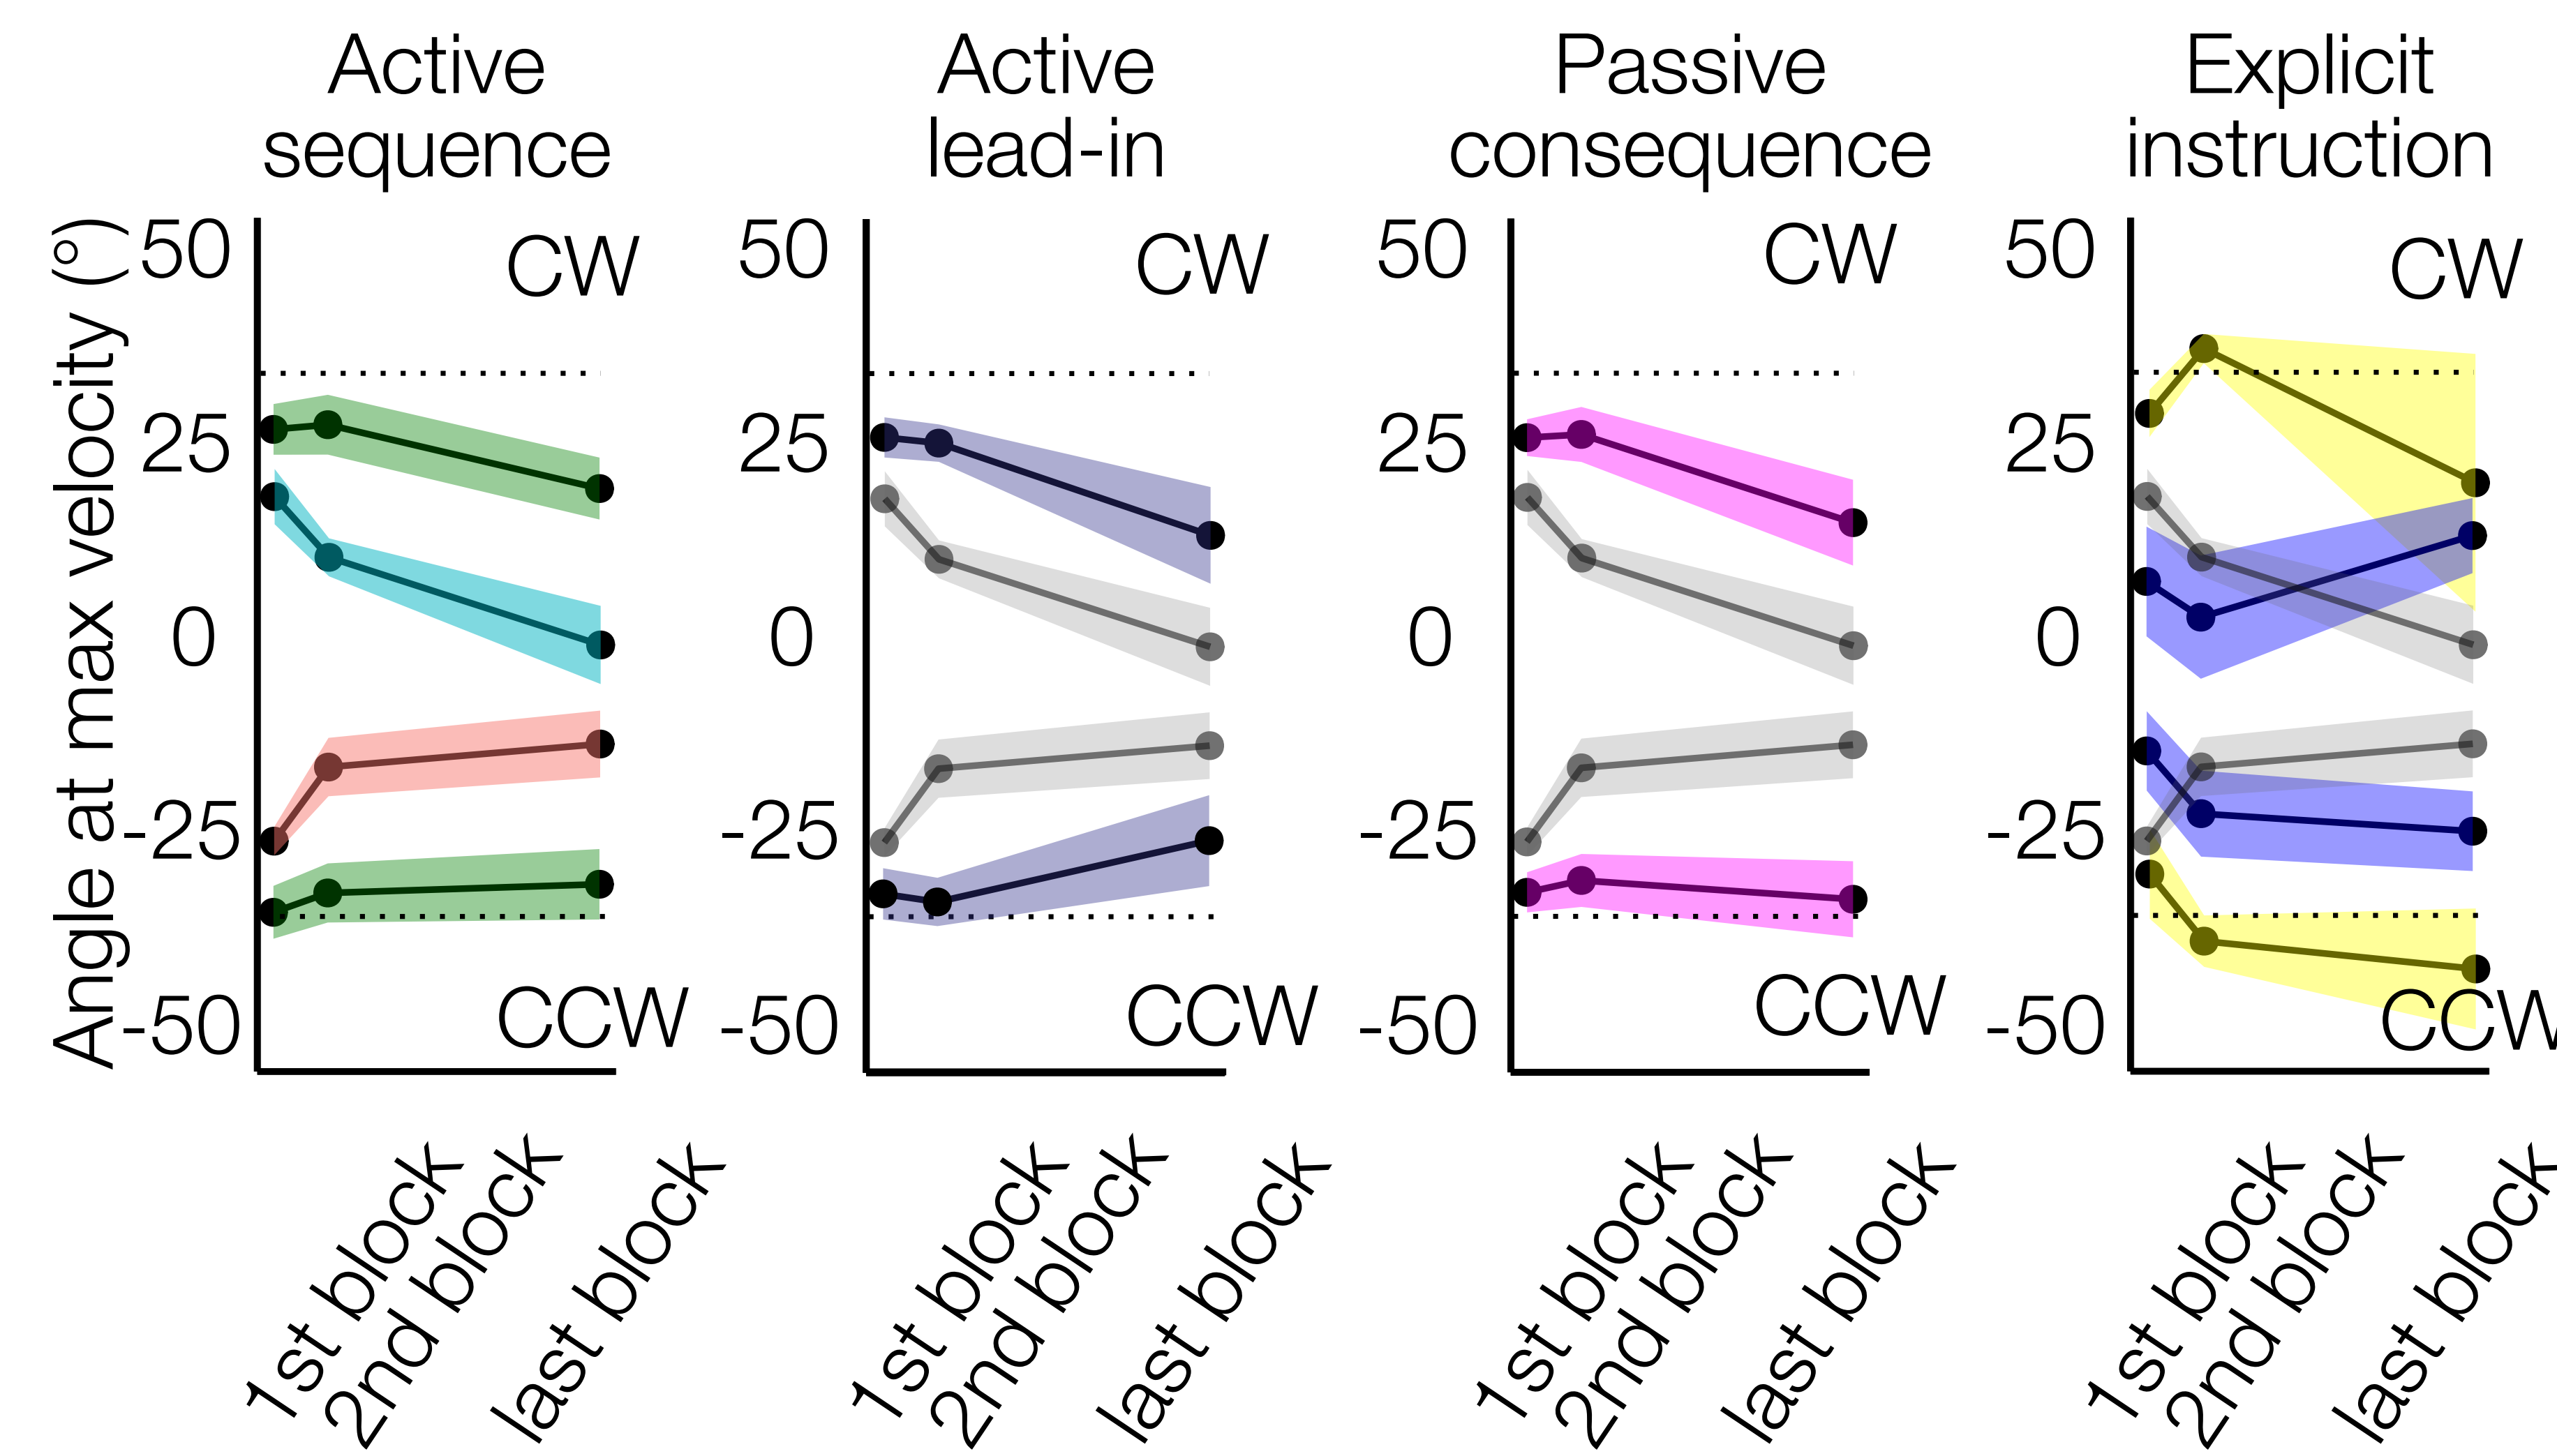 Active
sequence
Active
lead-in
Passive
consequence
Explicit
instruction
Angle at max velocity (°)
50
25
0
-25
-50
CW
CCW
1st block
2nd block
last block
50
25
0
-25
-50
CW
CCW
1st block
2nd block
last block
50
25
0
-25
-50
CW
CCW
1st block
2nd block
last block
50
25
0
-25
-50
CW
CCW
1st block
2nd block
last block